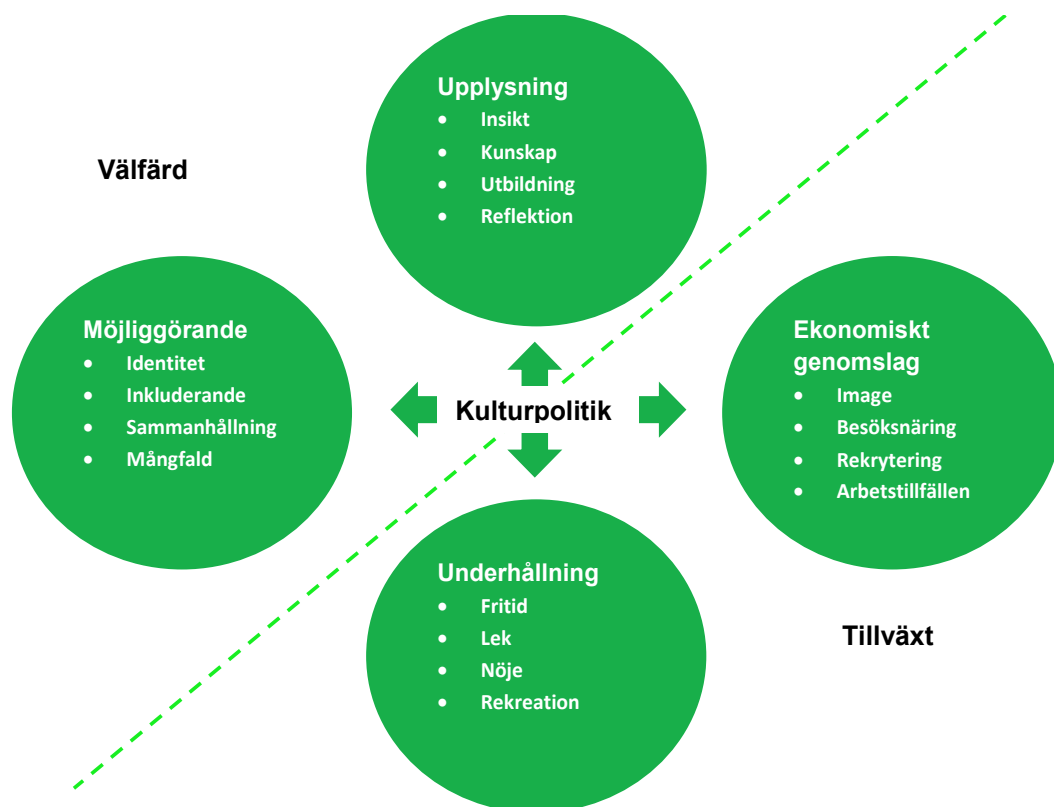 Upplysning
• Insikt
• Kunskap
• Utbildning
• Reflektion
Välfärd
Möjliggörande
• Identitet
• Inkluderande
• Sammanhållning
• Mångfald
Kulturpolitik
Ekonomiskt
genomslag
• Image
• Besöksnäring
• Rekrytering
• Arbetstillfällen
Underhållning
• Fritid
• Lek
• Nöje
• Rekreation
Tillväxt